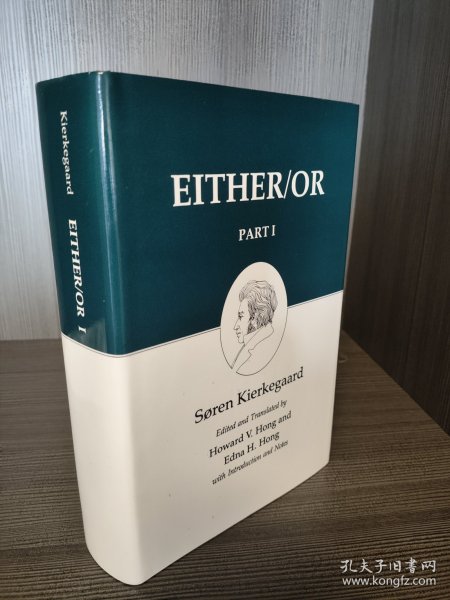 Kierkegaard EITHER/OR I
EITHER/OR
PART I
Søren Kierkegaard
Edited and Translated by
Howard V. Hong and
Edna H. Hong
with Introduction and Notes
孔夫子旧书网
www.kongfz.com